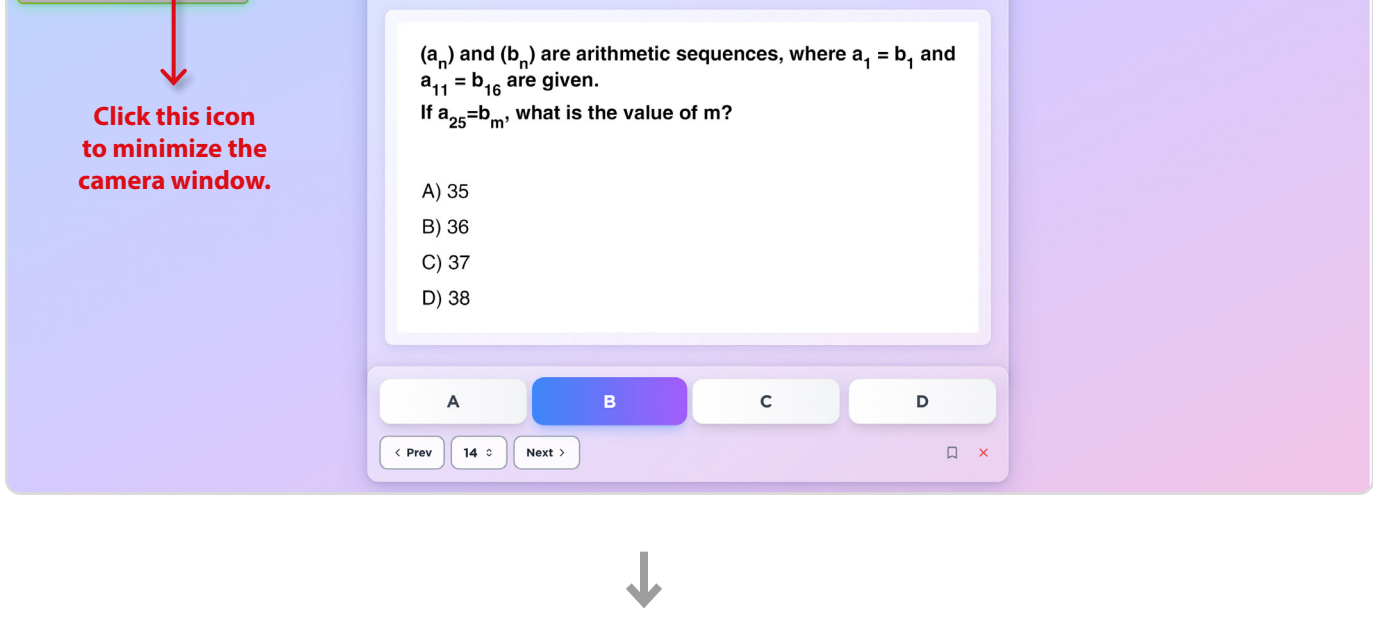 Click this icon
to minimize the
camera window.
(aₙ) and (bₙ) are arithmetic sequences, where a₁ = b₁ and
a₁₁ = b₁₆ are given.
If a₂₅=bₘ, what is the value of m?
A) 35
B) 36
C) 37
D) 38
A
B
C
D
< Prev
14
Next >